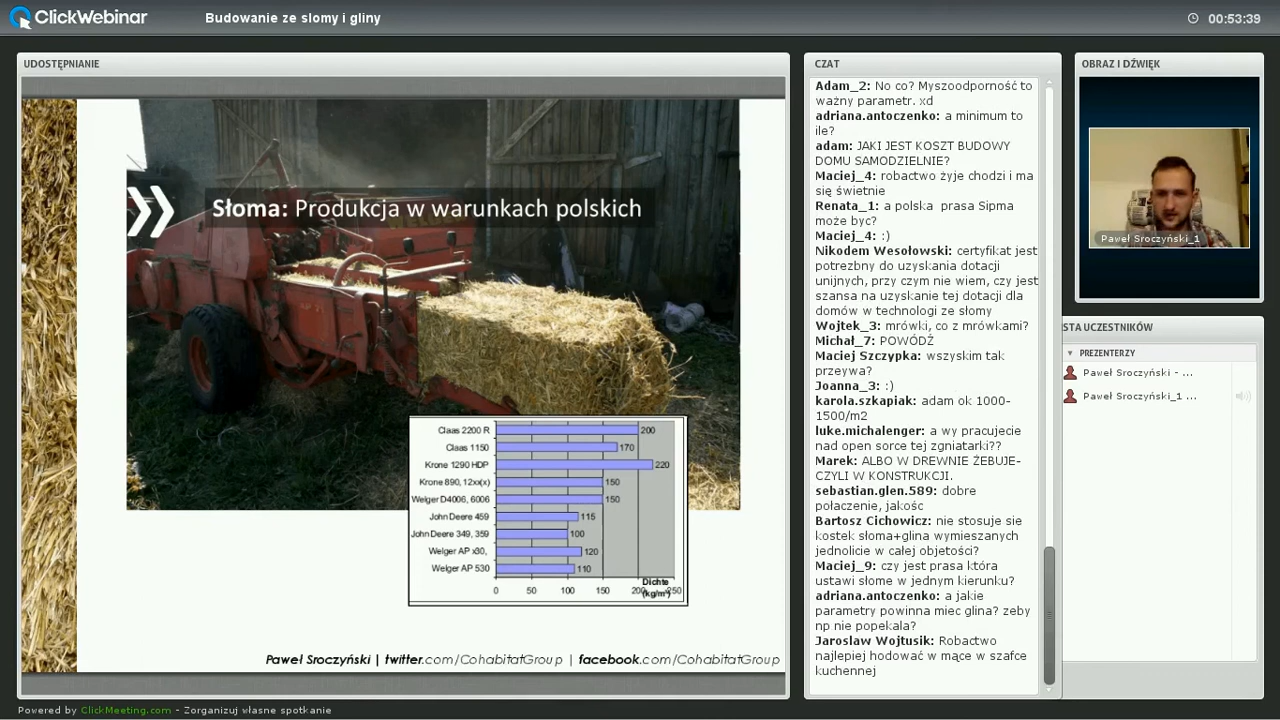 ClickWebinar
Budowanie ze slomy i gliny
00:53:39
UDOSTĘPNIANIE
Słoma: Produkcja w warunkach polskich
Claas 2200 R 200
Claas 1150 170
Krone 1290 HDP 220
Krone 890, 12xx(x) 150
Welger D4006, 6006 150
John Deere 459 115
John Deere 349, 359 100
Welger AP x30, 120
Welger AP 530 110
0 50 100 150 200 250
Dichte
(kg/m³)
Paweł Sroczyński | twitter.com/CohabitatGroup | facebook.com/CohabitatGroup
CZAT
Adam_2: No co? Myszoodporność to
ważny parametr. xd
adriana.antoczenko: a minimum to
ile?
adam: JAKI JEST KOSZT BUDOWY
DOMU SAMODZIELNIE?
Maciej_4: robactwo żyje chodzi i ma
się świetnie
Renata_1: a polska prasa Sipma
może byc?
Maciej_4: :)
Nikodem Wesołowski: certyfikat jest
potrezbny do uzyskania dotacji
unijnych, przy czym nie wiem, czy jest
szansa na uzyskanie tej dotacji dla
domów w technologi ze słomy
Wojtek_3: mrówki, co z mrówkami?
Michał_7: POWÓDŹ
Maciej Szczypka: wszyskim tak
przeywa?
Joanna_3: :)
karola.szkapiak: adam ok 1000-
1500/m2
luke.michalenger: a wy pracujecie
nad open sorce tej zgniatarki??
Marek: ALBO W DREWNIE ŻEBUJE-
CZYLI W KONSTRUKCJI.
sebastian.glen.589: dobre
polaczenie, jakośc
Bartosz Cichowicz: nie stosuje sie
kostek słoma+glina wymieszanych
jednolicie w całej objetości?
Maciej_9: czy jest prasa która
ustawi słome w jednym kierunku?
adriana.antoczenko: a jakie
parametry powinna miec glina? zeby
np nie popekala?
Jaroslaw Wojtusik: Robactwo
najlepiej hodować w mące w szafce
kuchennej
OBRAZ I DŹWIĘK
Paweł Sroczyński_1
STA UCZESTNIKÓW
PREZENTERZY
Paweł Sroczyński - ...
Paweł Sroczyński_1 ...
Powered by ClickMeeting.com - Zorganizuj własne spotkanie